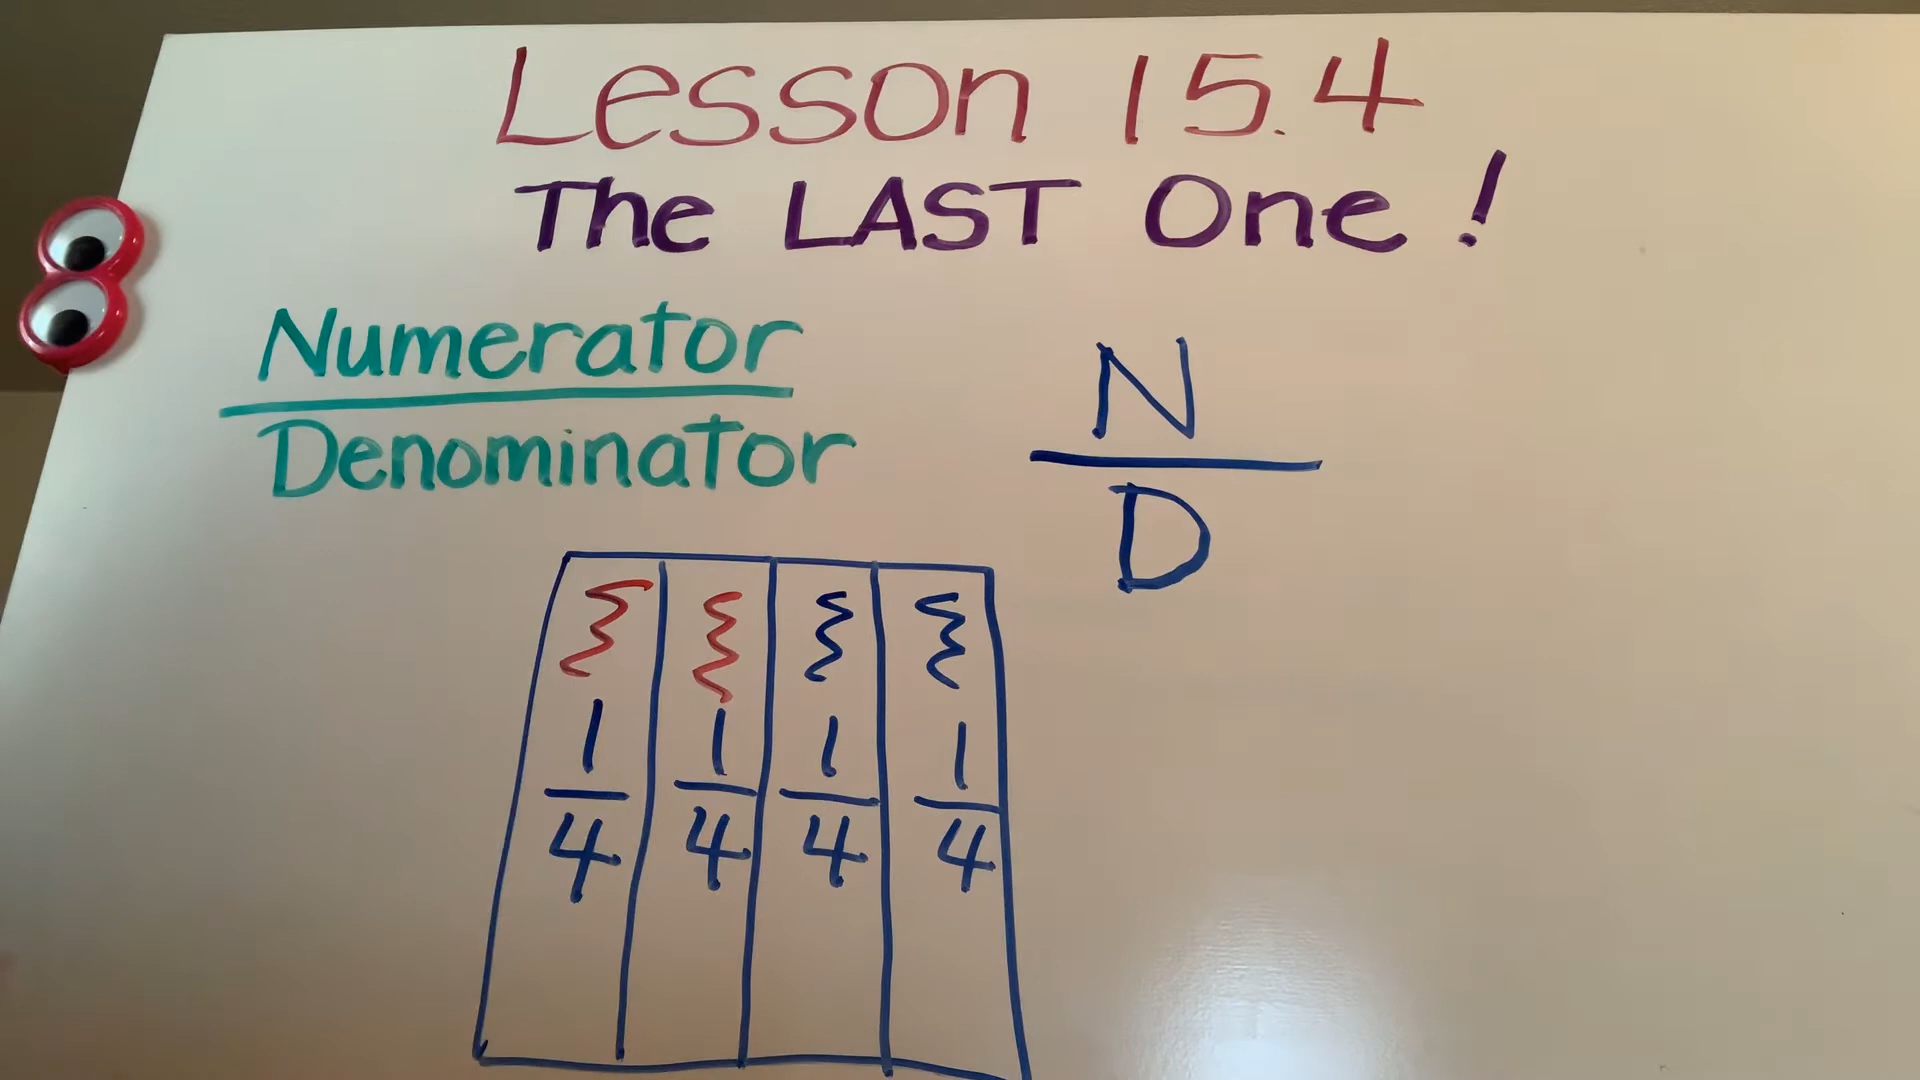 Lesson 15.4
The LAST One!
Numerator
Denominator
N
D
1 1 1 1
4 4 4 4